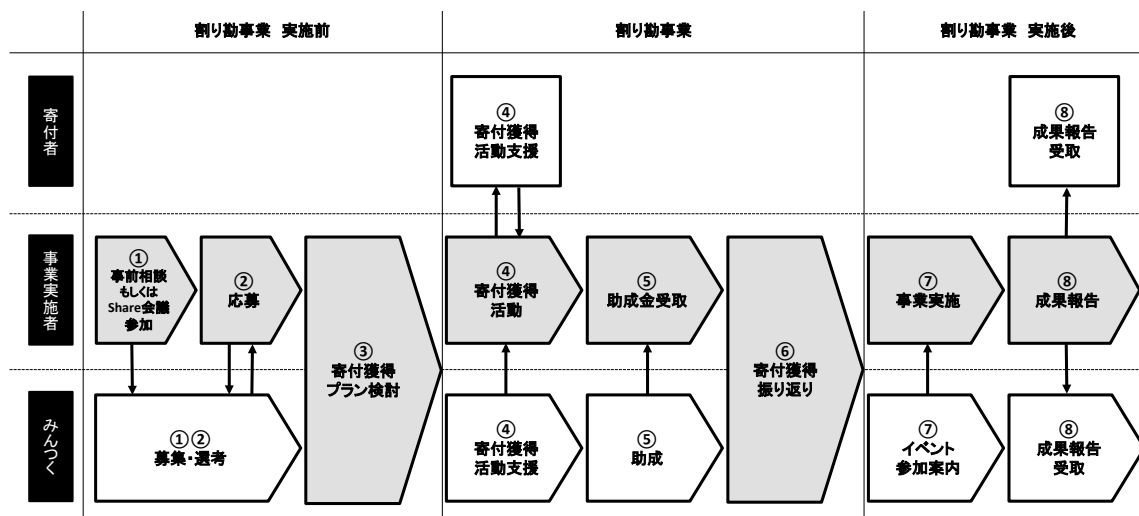 割り勘事業 実施前
割り勘事業
割り勘事業 実施後
寄付者
④
寄付獲得
活動支援
⑧
成果報告
受取
事業実施者
①
事前相談
もしくは
Share会議
参加
②
応募
③
寄付獲得
プラン検討
④
寄付獲得
活動
⑤
助成金受取
⑥
寄付獲得
振り返り
⑦
事業実施
⑧
成果報告
みんつく
①②
募集・選考
④
寄付獲得
活動支援
⑤
助成
⑦
イベント
参加案内
⑧
成果報告
受取